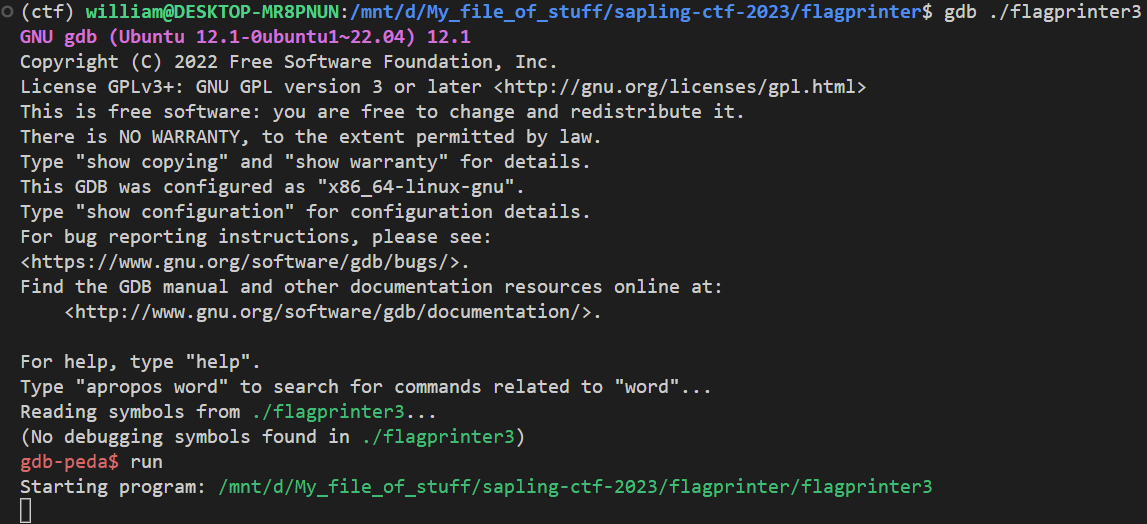 (ctf) william@DESKTOP-MR8PNUN:/mnt/d/My_file_of_stuff/sapling-ctf-2023/flagprinter$ gdb ./flagprinter3
GNU gdb (Ubuntu 12.1-0ubuntu1~22.04) 12.1
Copyright (C) 2022 Free Software Foundation, Inc.
License GPLv3+: GNU GPL version 3 or later <http://gnu.org/licenses/gpl.html>
This is free software: you are free to change and redistribute it.
There is NO WARRANTY, to the extent permitted by law.
Type "show copying" and "show warranty" for details.
This GDB was configured as "x86_64-linux-gnu".
Type "show configuration" for configuration details.
For bug reporting instructions, please see:
<https://www.gnu.org/software/gdb/bugs/>.
Find the GDB manual and other documentation resources online at:
    <http://www.gnu.org/software/gdb/documentation/>.

For help, type "help".
Type "apropos word" to search for commands related to "word"...
Reading symbols from ./flagprinter3...
(No debugging symbols found in ./flagprinter3)
gdb-peda$ run
Starting program: /mnt/d/My_file_of_stuff/sapling-ctf-2023/flagprinter/flagprinter3